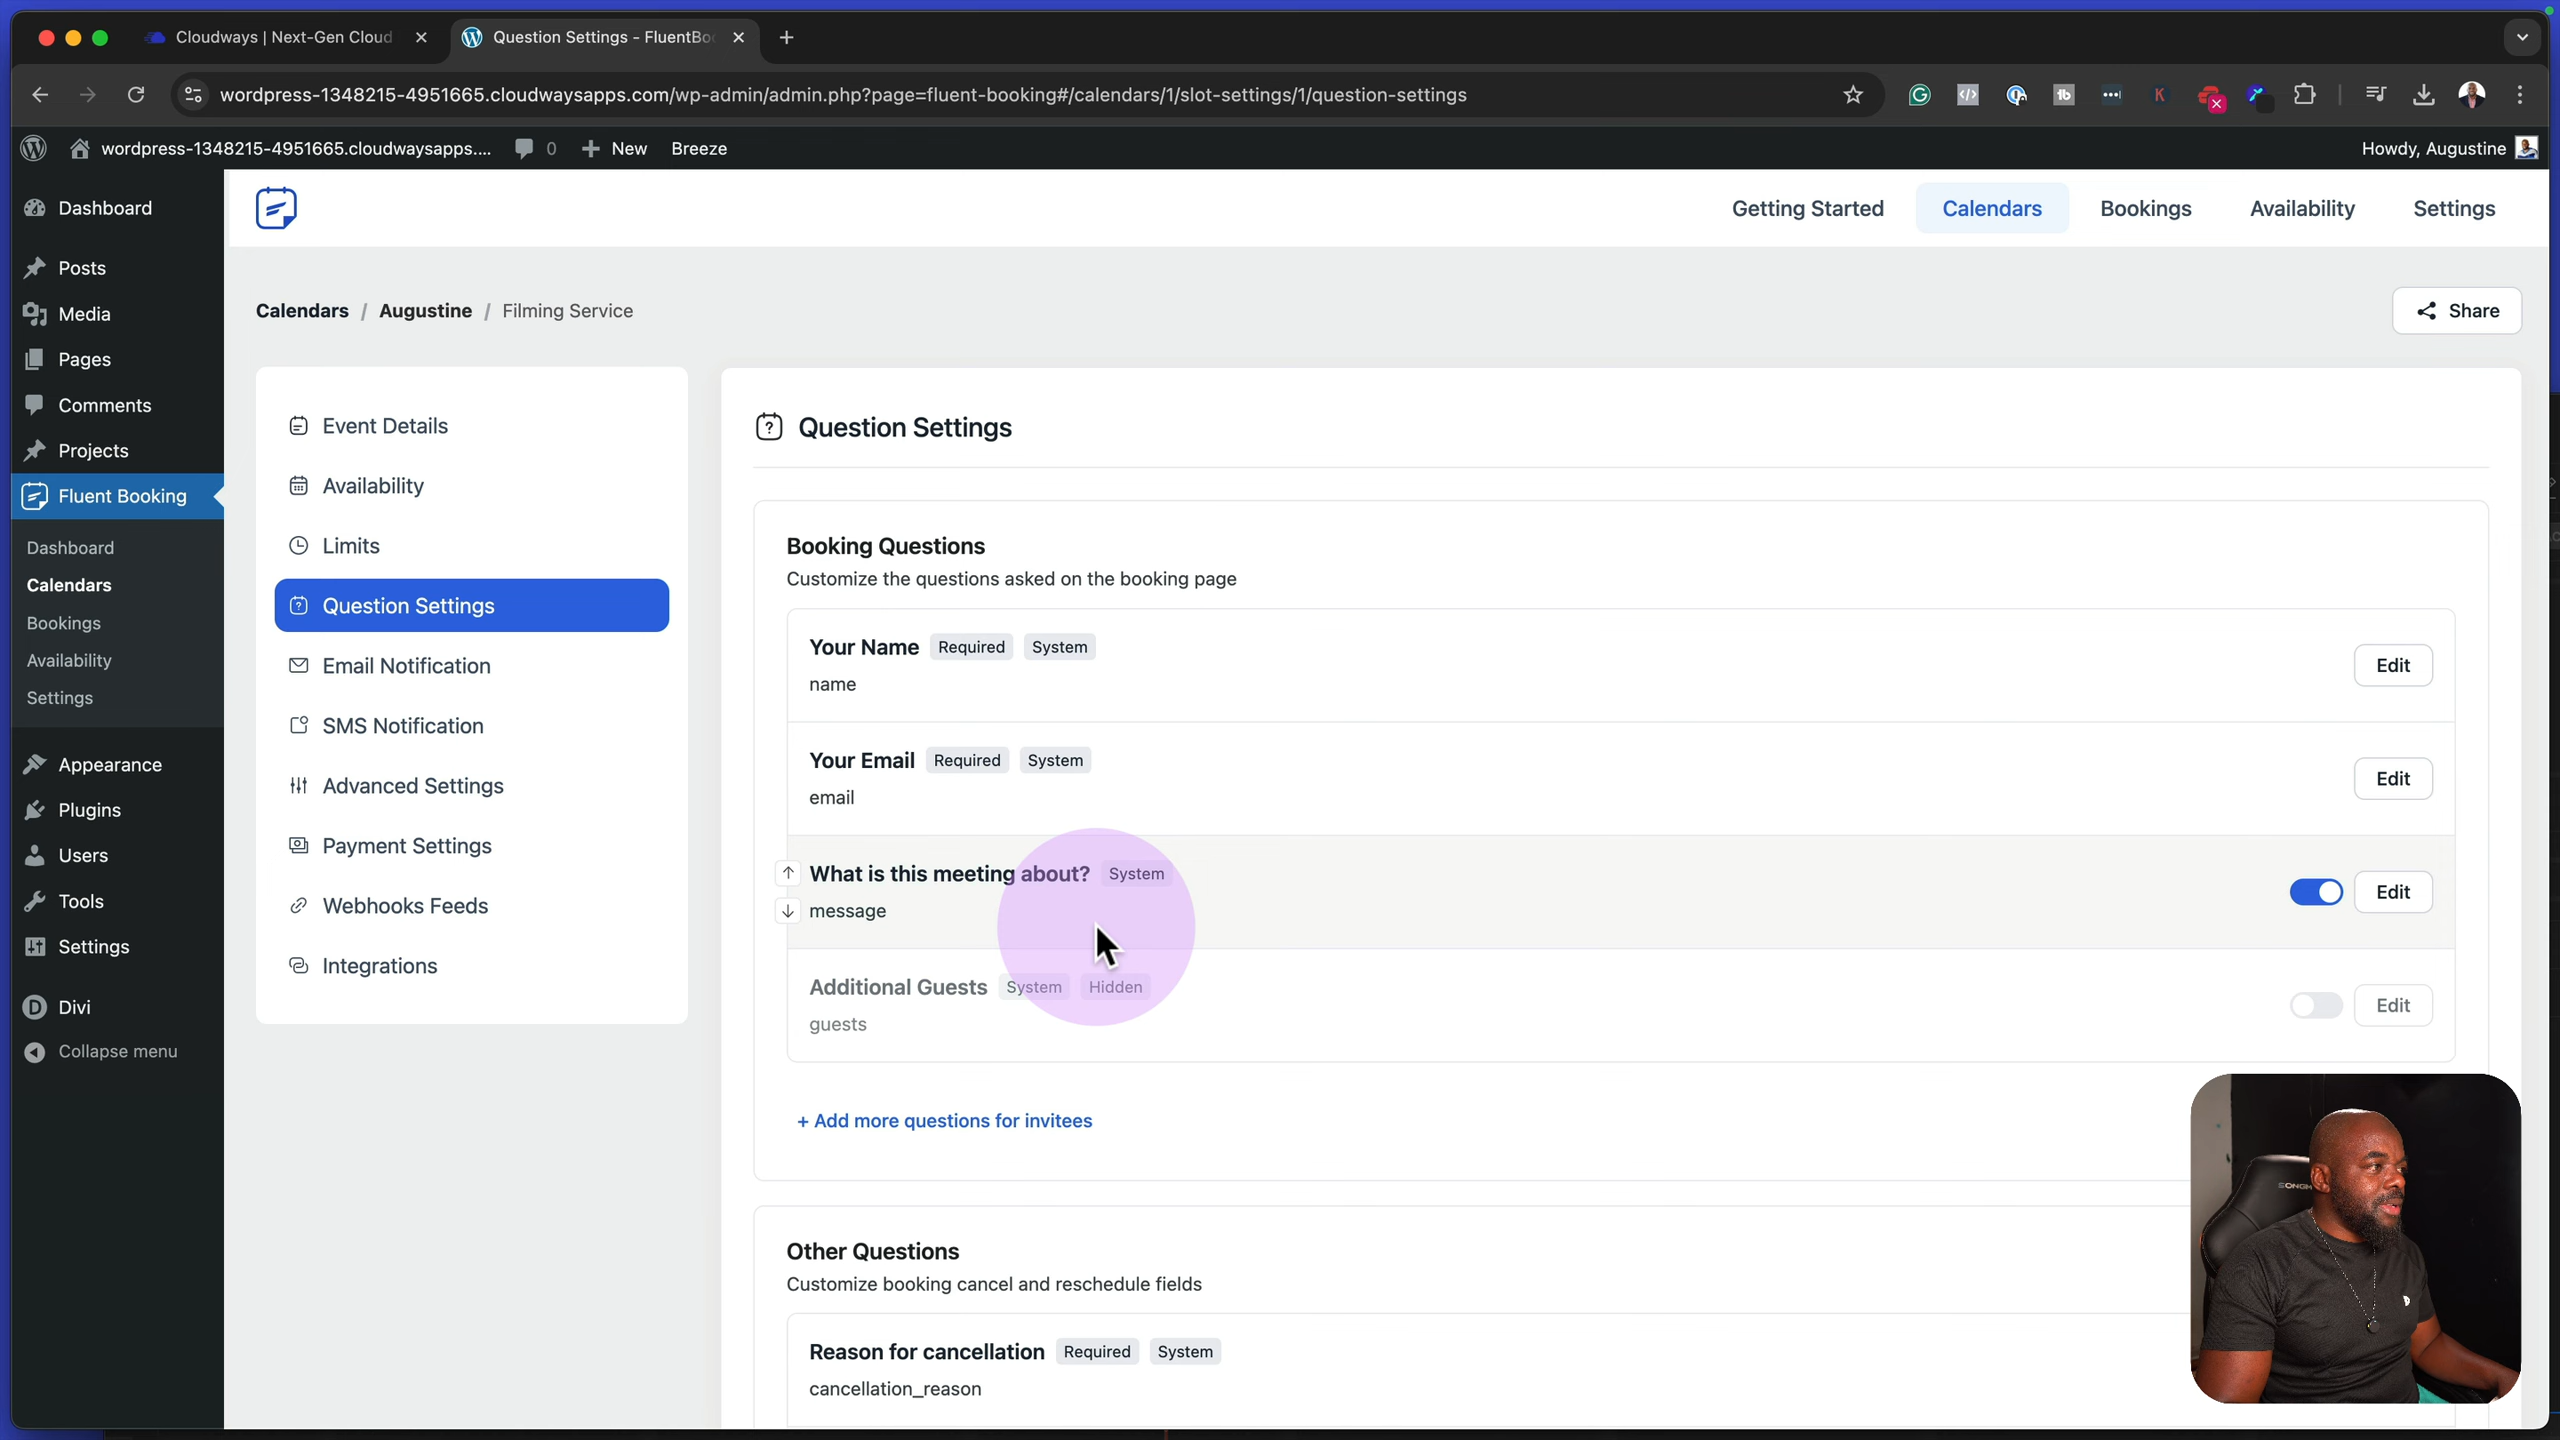 Cloudways | Next-Gen Cloud
Question Settings - FluentBo
wordpress-1348215-4951665.cloudwaysapps.com/wp-admin/admin.php?page=fluent-booking#/calendars/1/slot-settings/1/question-settings
wordpress-1348215-4951665.cloudwaysapps....
0
New
Breeze
Howdy, Augustine
Dashboard
Posts
Media
Pages
Comments
Projects
Fluent Booking
Dashboard
Calendars
Bookings
Availability
Settings
Appearance
Plugins
Users
Tools
Settings
Divi
Collapse menu
Getting Started
Calendars
Bookings
Availability
Settings
Calendars / Augustine / Filming Service
Share
Event Details
Availability
Limits
Question Settings
Email Notification
SMS Notification
Advanced Settings
Payment Settings
Webhooks Feeds
Integrations
Question Settings
Booking Questions
Customize the questions asked on the booking page
Your Name Required System
name
Edit
Your Email Required System
email
Edit
What is this meeting about? System
message
Edit
Additional Guests System Hidden
guests
Edit
+ Add more questions for invitees
Other Questions
Customize booking cancel and reschedule fields
Reason for cancellation Required System
cancellation_reason